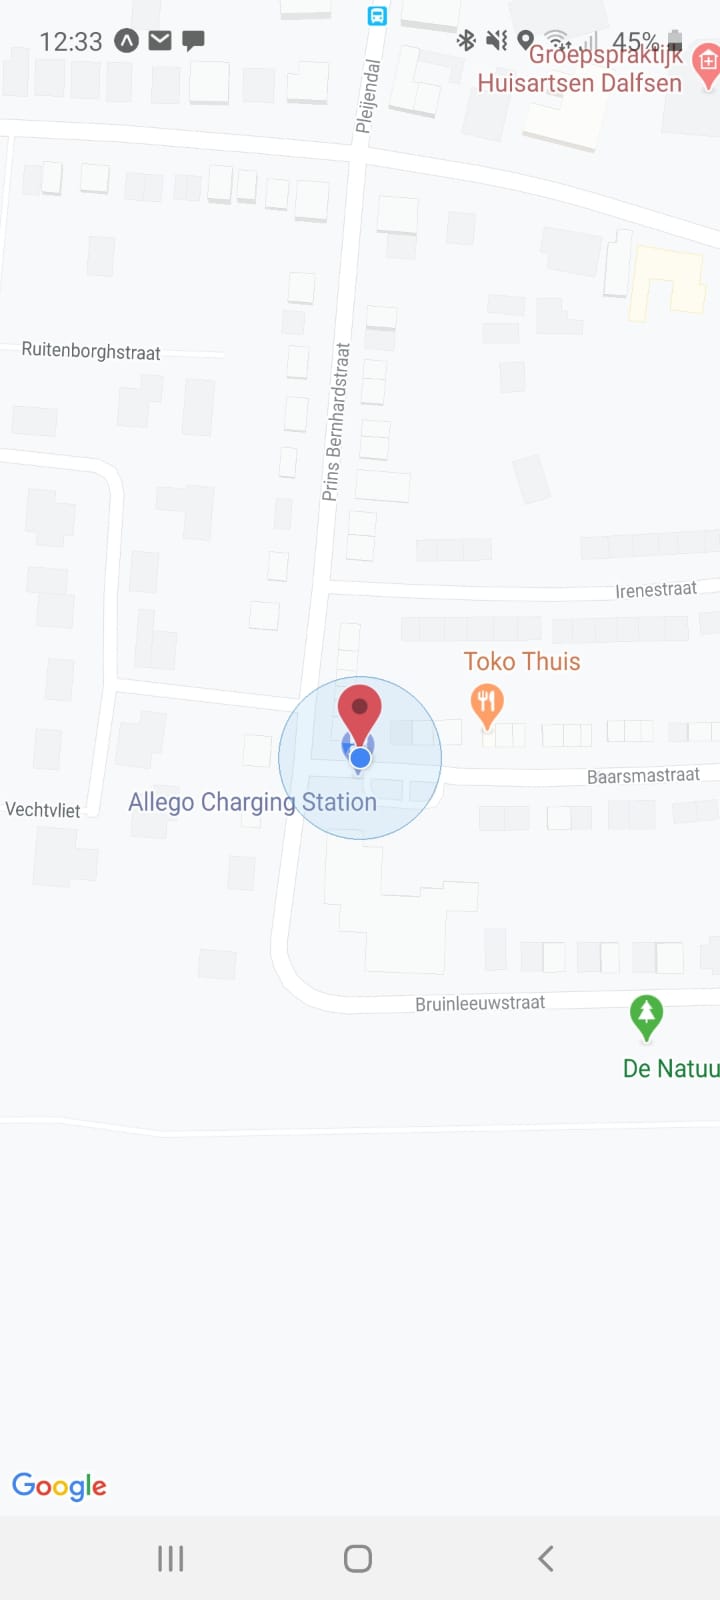 12:33
45%
Groepspraktijk
Huisartsen Dalfsen
Pleijendal
Ruitenborghstraat
Prins Bernhardstraat
Irenestraat
Toko Thuis
Baarsmastraat
Allego Charging Station
Vechtvliet
Bruinleeuwstraat
De Natuu
Google